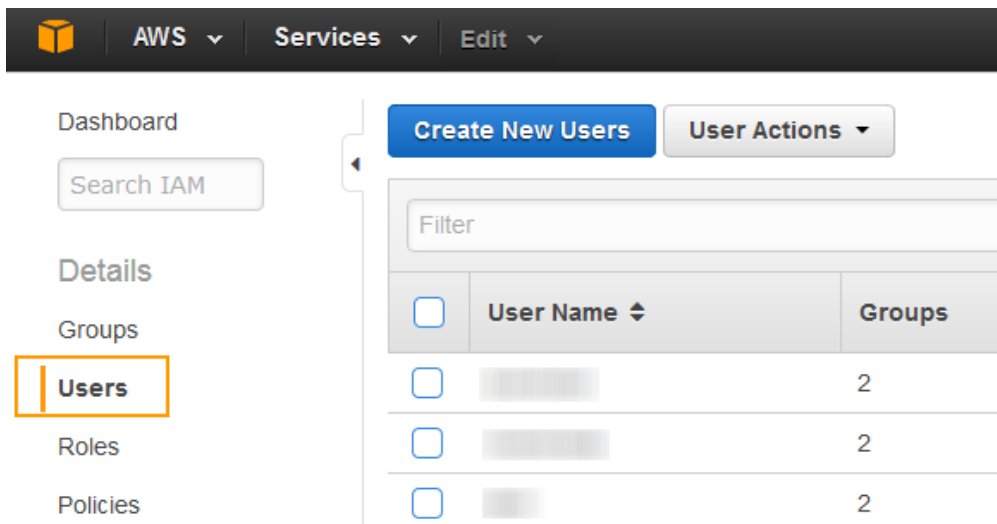 AWS Services Edit
Dashboard
Search IAM
Details
Groups
Users
Roles
Policies
Create New Users User Actions
Filter
User Name Groups
2
2
2